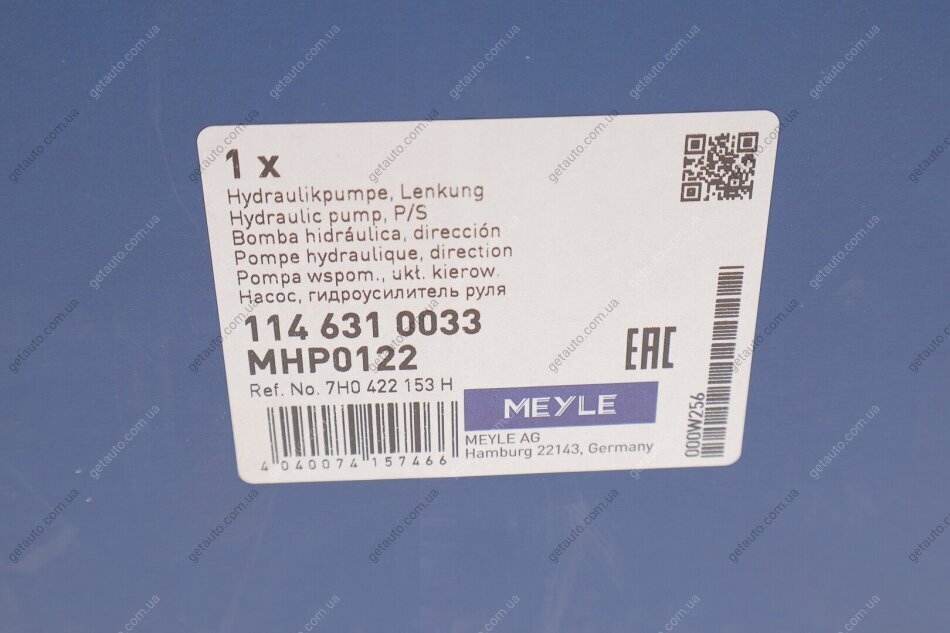 1 x
Hydraulikpumpe, Lenkung
Hydraulic pump, P/S
Bomba hidráulica, dirección
Pompe hydraulique, direction
Pompa wspom., ukł. kierow.
Насос, гидроусилитель руля
114 631 0033
MHP0122
Ref. No. 7H0 422 153 H
EAC
MEYLE
MEYLE AG
Hamburg 22143, Germany
4 040074 157466
000W256
getauto.com.ua